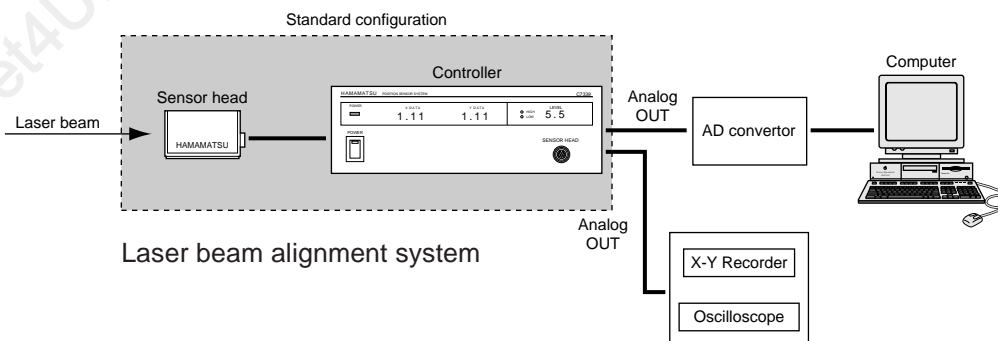 Standard configuration
Controller
Computer
Sensor head
HAMAMATSU POSITION SENSOR SYSTEM C7339
POWER
X DATA Y DATA LEVEL
1.11 1.11 HIGH LOW 5.5
Analog
OUT
Laser beam
HAMAMATSU
POWER
SENSOR HEAD
AD convertor
Analog
OUT
Laser beam alignment system
X-Y Recorder
Oscilloscope